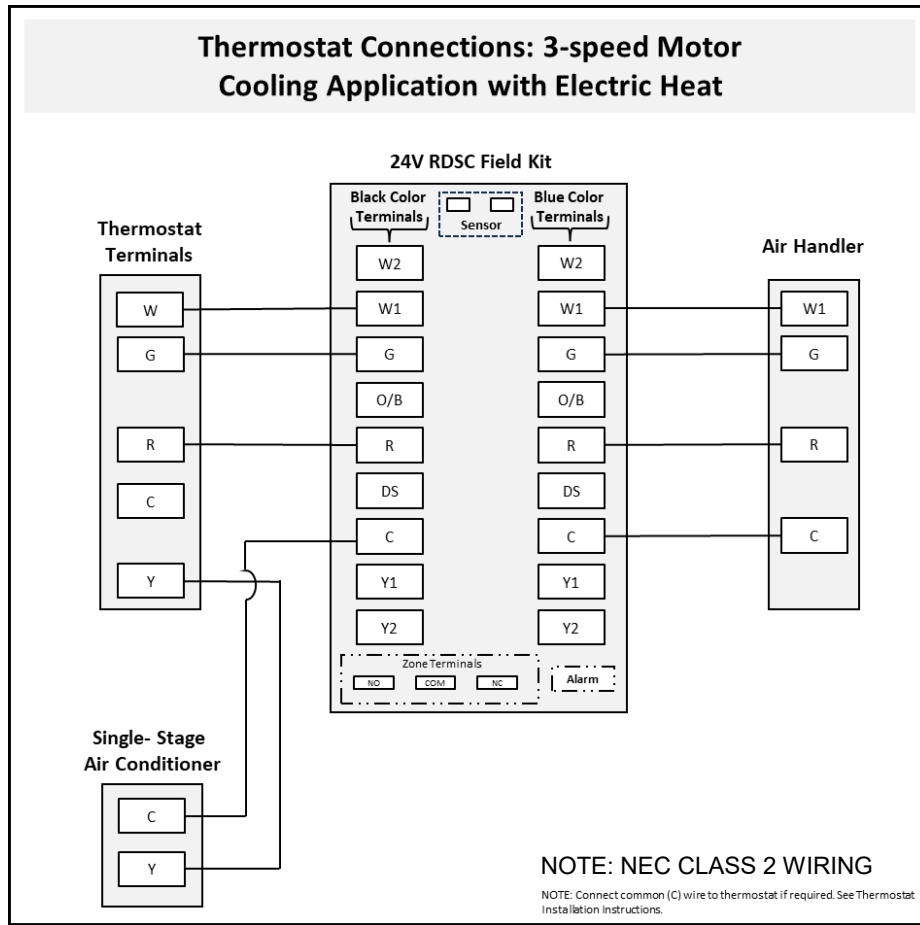 Thermostat Connections: 3-speed Motor
Cooling Application with Electric Heat
24V RDSC Field Kit
Black Color
Terminals
Sensor
Blue Color
Terminals
Thermostat
Terminals
W
G
R
C
Y
W2
W1
G
O/B
R
DS
C
Y1
Y2
W2
W1
G
O/B
R
DS
C
Y1
Y2
Air Handler
W1
G
R
C
Zone Terminals
NO
COM
NC
Alarm
Single- Stage
Air Conditioner
C
Y
NOTE: NEC CLASS 2 WIRING
NOTE: Connect common (C) wire to thermostat if required. See Thermostat
Installation Instructions.